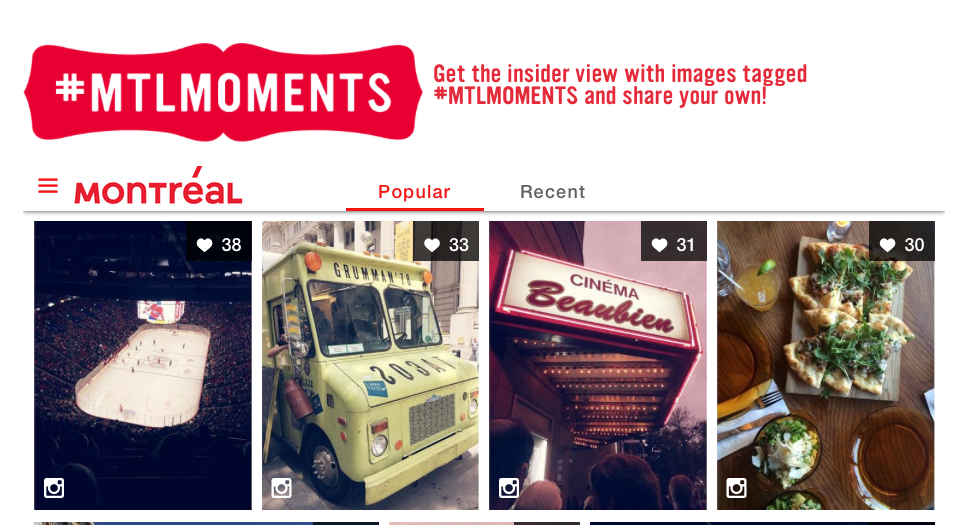 #MTLMOMENTS
Get the insider view with images tagged
#MTLMOMENTS and share your own!
MONTréaL
Popular
Recent
38
33
31
30
GRUMMAN '78
CINÉMA
Beaubien